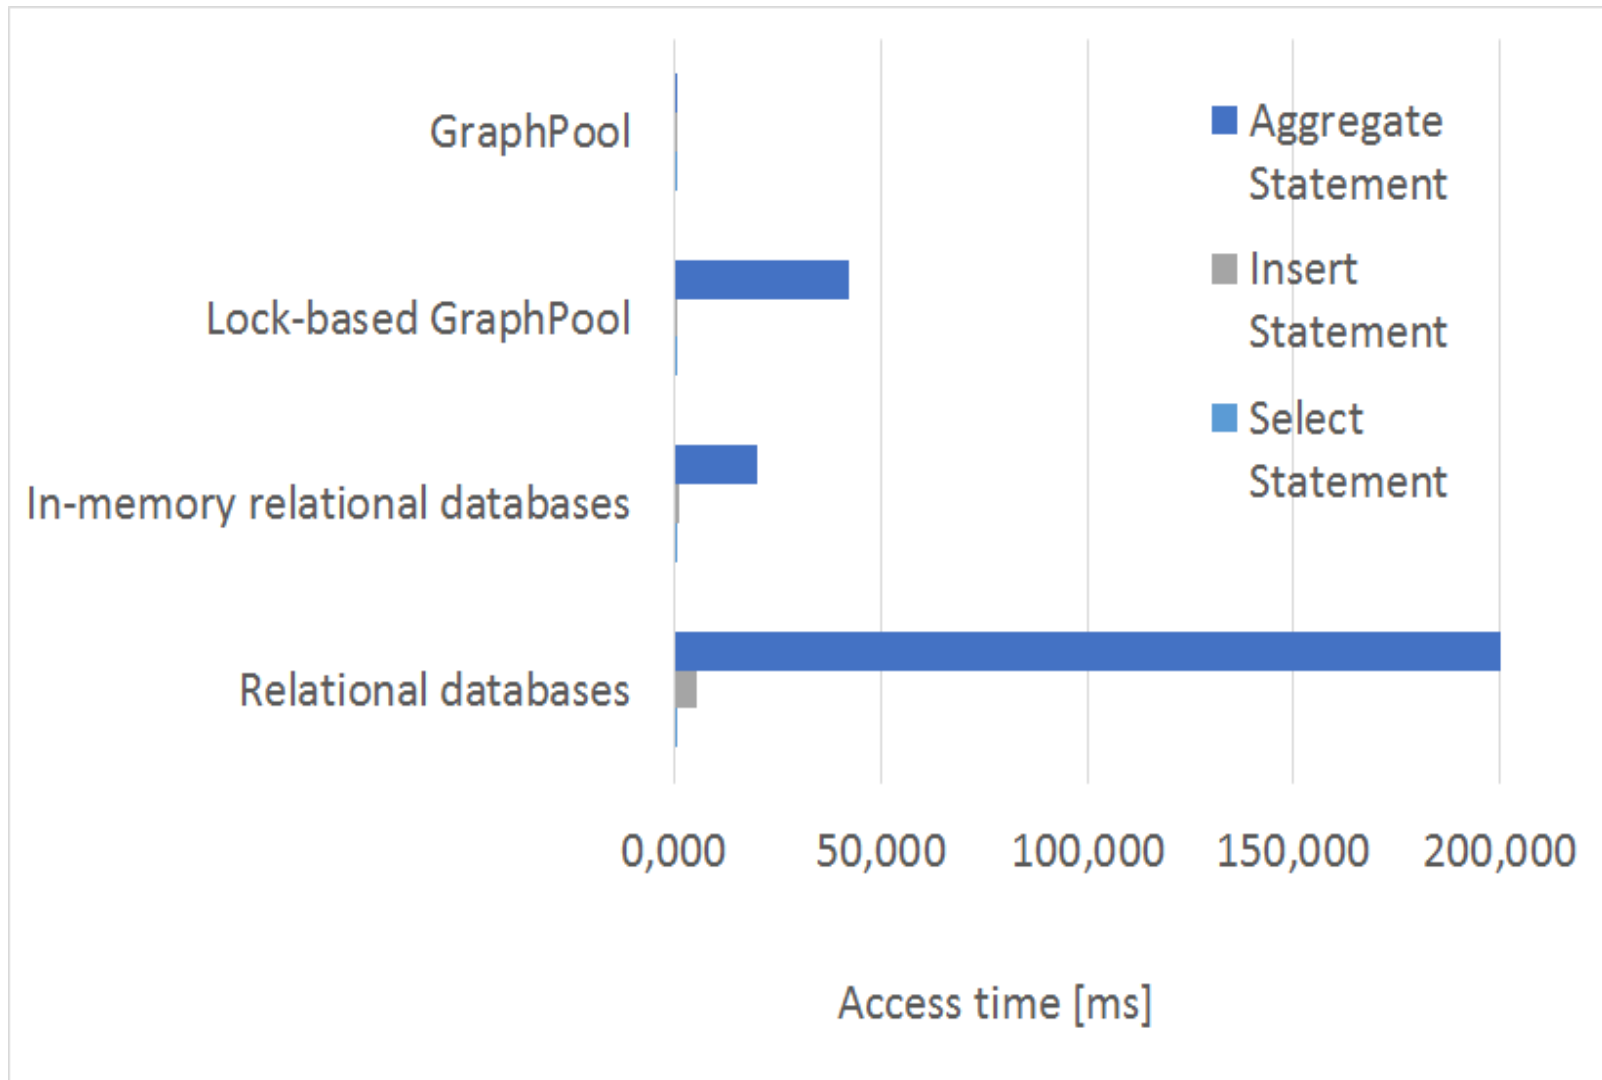 GraphPool
Lock-based GraphPool
In-memory relational databases
Relational databases
Aggregate
Statement
Insert
Statement
Select
Statement
0,000 50,000 100,000 150,000 200,000
Access time [ms]